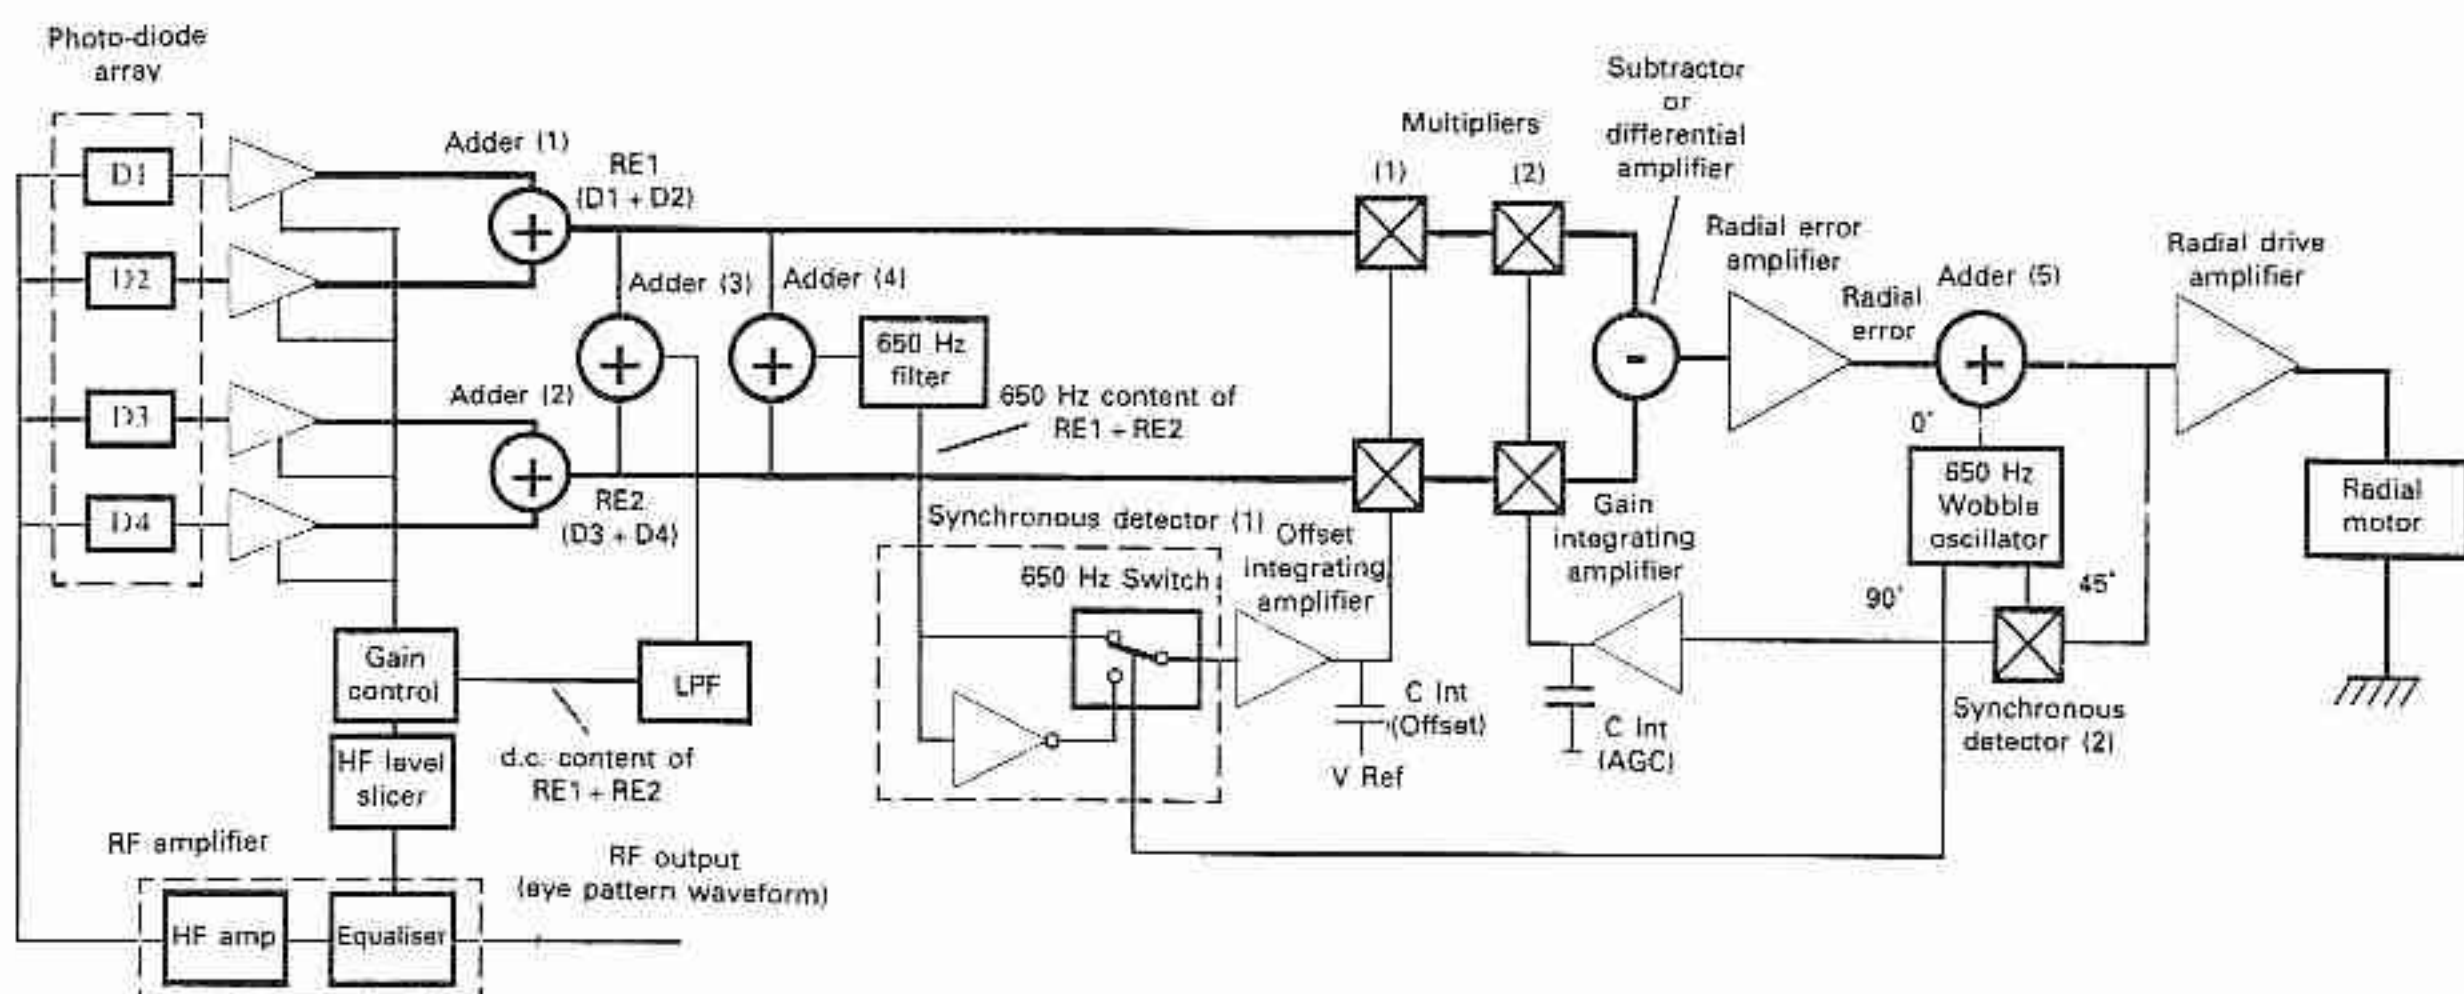 Photo-diode
array
D1
D2
D3
D4
Adder (1)
RE1
(D1 + D2)
Adder (2)
RE2
(D3 + D4)
Adder (3)
Adder (4)
650 Hz
filter
650 Hz content of
RE1 + RE2
Multipliers
(1)
(2)
Subtractor
or
differential
amplifier
Radial error
amplifier
Radial
error
Adder (5)
Radial drive
amplifier
0°
650 Hz
Wobble
oscillator
90°
45°
Radial
motor
Synchronous detector (1)
650 Hz Switch
Offset
integrating
amplifier
Gain
integrating
amplifier
C Int
(Offset)
V Ref
C Int
(AGC)
Synchronous
detector (2)
Gain
control
LPF
d.c. content of
RE1 + RE2
HF level
slicer
RF amplifier
HF amp
Equaliser
RF output
(eye pattern waveform)
+
+
+
+
-
+